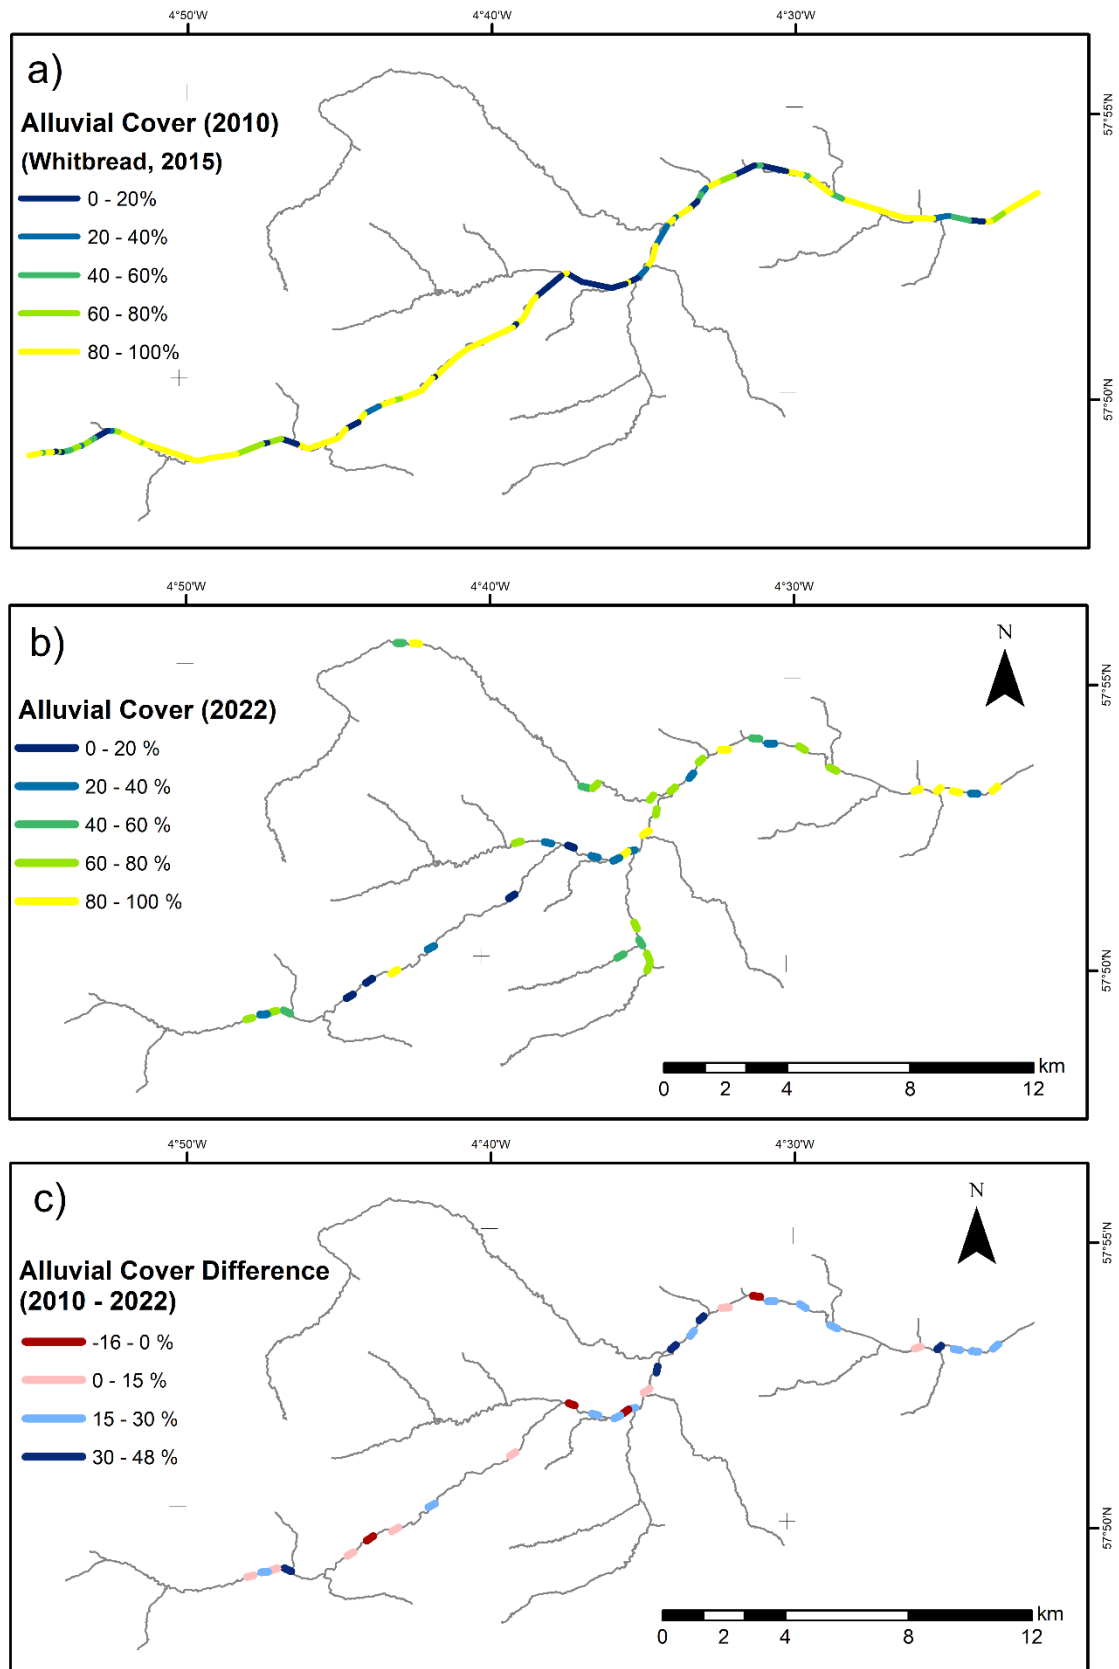 4°50'W 4°40'W 4°30'W
a)
Alluvial Cover (2010)
(Whitbread, 2015)
0 - 20%
20 - 40%
40 - 60%
60 - 80%
80 - 100%
57°55'N
57°50'N
4°50'W 4°40'W 4°30'W
b)
N
Alluvial Cover (2022)
0 - 20 %
20 - 40 %
40 - 60 %
60 - 80 %
80 - 100 %
57°55'N
57°50'N
km
0 2 4 8 12
4°50'W 4°40'W 4°30'W
c)
N
Alluvial Cover Difference
(2010 - 2022)
-16 - 0 %
0 - 15 %
15 - 30 %
30 - 48 %
57°55'N
57°50'N
km
0 2 4 8 12